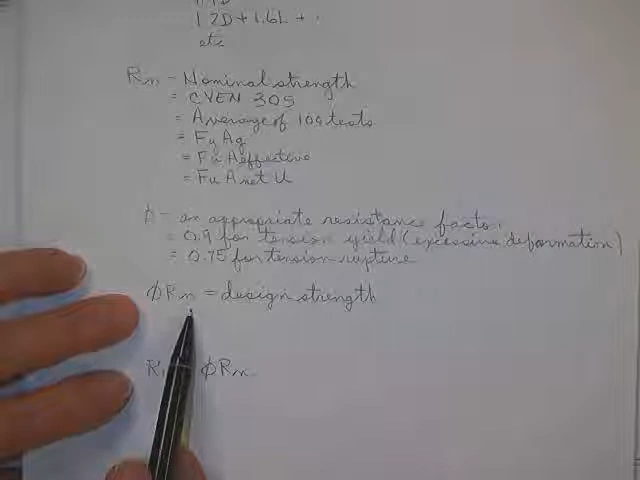 1.2D + 1.6L +
etc
Rn - Nominal strength
= CVEN 305
= Average of 100 tests
= Fy Ag
= Fu Aeffective
= Fu Anet U
ϕ - an appropriate resistance factor
= 0.9 for tension yield (excessive deformation)
= 0.75 for tension rupture
ϕRn = design strength
R ϕRn